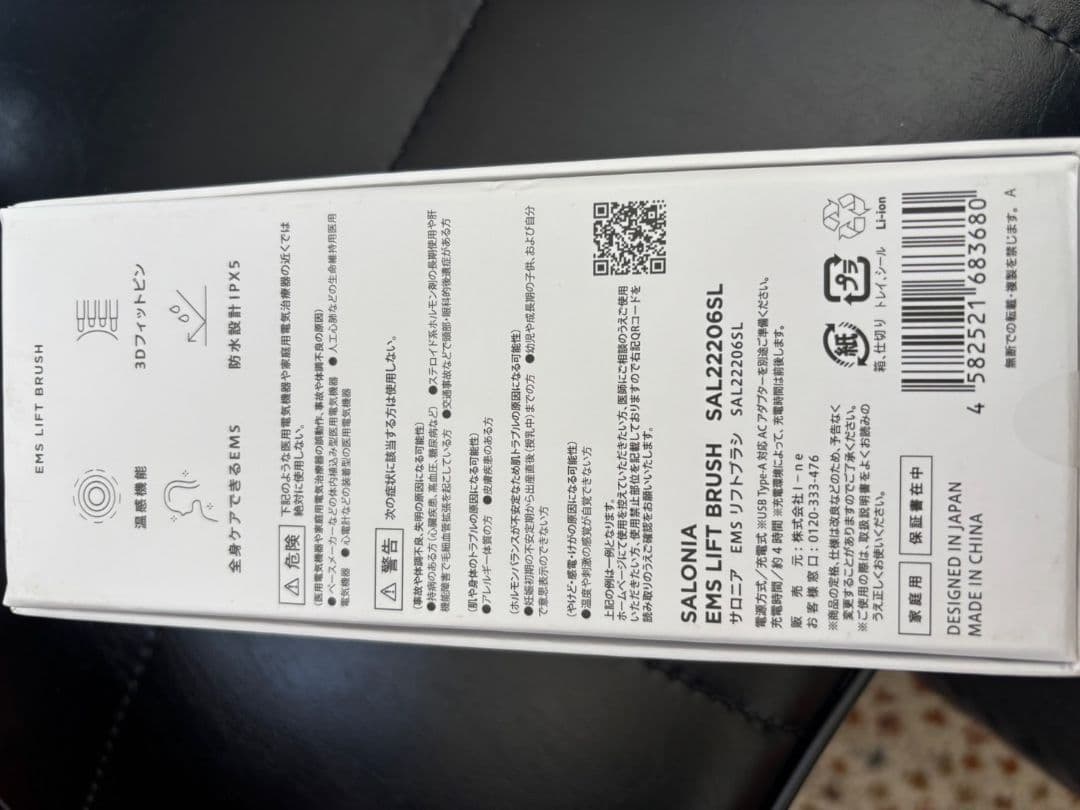 EMS LIFT BRUSH
温感機能
3Dフィットピン
全身ケアできるEMS
防水設計IPX5
⚠危険
下記のような医用電気機器や家庭用電気治療器の近くでは
絶対に使用しない。
(医用電気機器や家庭用電気治療器の誤動作、事故や体調不良の原因)
●ペースメーカーなどの体内植込み型医用電気機器 ●人工心肺などの生命維持用医用
電気機器 ●心電計などの装着型の医用電気機器
⚠警告
次の症状に該当する方は使用しない。
(事故や体調不良、失明の原因になる可能性)
●持病のある方(心臓疾患、高血圧、糖尿病など) ●ステロイド系ホルモン剤の長期使用や肝
機能障害で毛細血管拡張を起こしている方 ●交通事故などで頭部・眼科的後遺症がある方
(肌や身体のトラブルの原因になる可能性)
●アレルギー体質の方 ●皮膚疾患のある方
(ホルモンバランスが不安定なため肌トラブルの原因になる可能性)
●妊娠初期の不安定期から出産直後(授乳中)までの方 ●幼児や成長期の子供、および自分
で意思表示のできない方
(やけど・感電・けがの原因になる可能性)
●温度や刺激の感覚が自覚できない方
上記の例は一例となります。
ホームページにて使用を控えていただきたい方、医師にご相談のうえご使用
いただきたい方、使用禁止部位を記載しておりますので右記QRコードを
読み取りのうえご確認をお願いいたします。
SALONIA
EMS LIFT BRUSH SAL22206SL
サロニア EMS リフトブラシ SAL22206SL
電源方式/充電式 ※USB Type-A 対応 AC アダプターを別途ご準備ください。
充電時間/約 4 時間 ※充電環境によって、充電時間は前後します。
販売元:株式会社 I-ne
お客様窓口:0120-333-476
※商品の定格、仕様は改良などのため、予告なく
変更することがありますのでご了承ください。
※ご使用の際は、取扱説明書をよくお読みの
うえ正しくお使いください。
紙
プラ
箱、仕切り
トレイ、シール
Li-ion
家庭用
保証書在中
DESIGNED IN JAPAN
MADE IN CHINA
4 582521 683680
無断での転載・複製を禁じます。 A